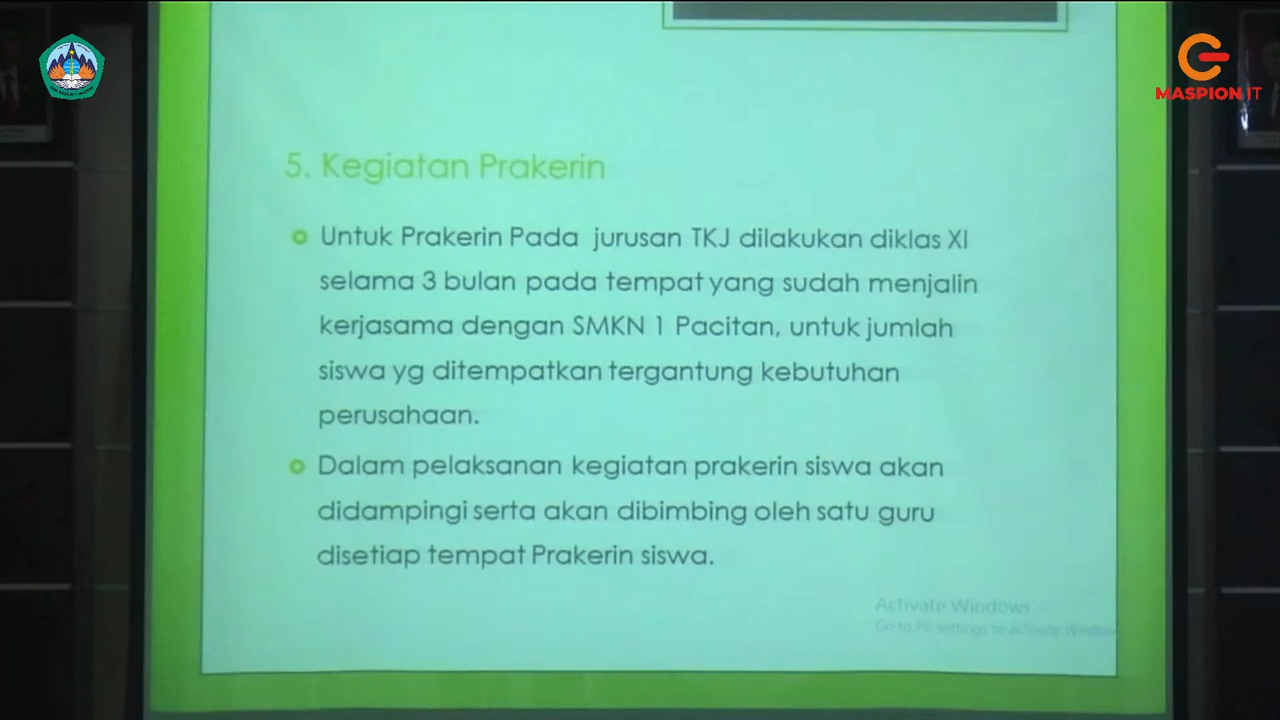 MASPION IT
5. Kegiatan Prakerin
Untuk Prakerin Pada jurusan TKJ dilakukan diklas XI
selama 3 bulan pada tempat yang sudah menjalin
kerjasama dengan SMKN 1 Pacitan, untuk jumlah
siswa yg ditempatkan tergantung kebutuhan
perusahaan.
Dalam pelaksanan kegiatan prakerin siswa akan
didampingi serta akan dibimbing oleh satu guru
disetiap tempat Prakerin siswa.
Activate Windows
Go to PC settings to activate Windows